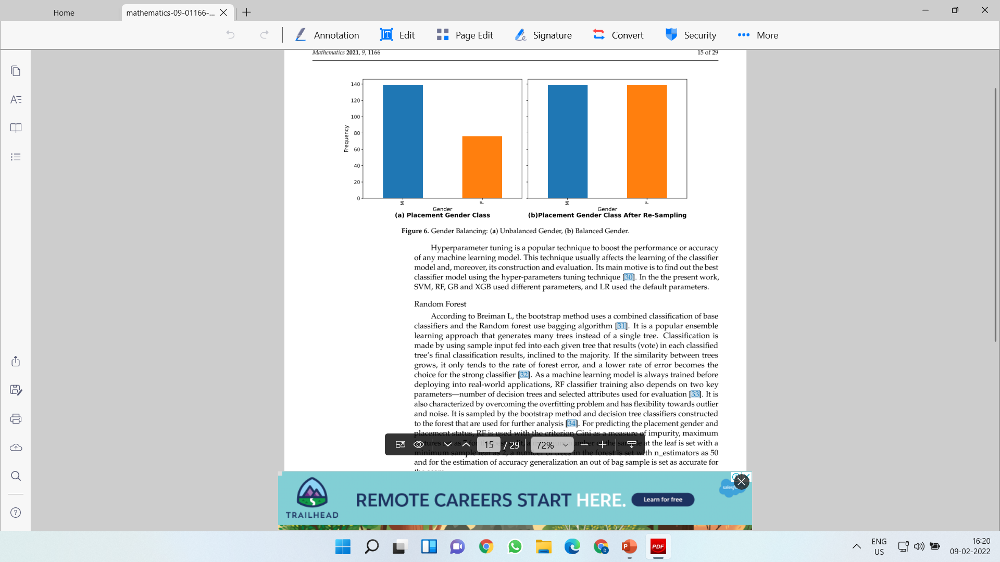 Home
mathematics-09-01166-...
Annotation
Edit
Page Edit
Signature
Convert
Security
More
Mathematics 2021, 9, 1166
15 of 29
140
120
100
80
60
40
20
0
Frequency
M
F
Gender
(a) Placement Gender Class
M
F
Gender
(b)Placement Gender Class After Re-Sampling
Figure 6. Gender Balancing: (a) Unbalanced Gender, (b) Balanced Gender.
Hyperparameter tuning is a popular technique to boost the performance or accuracy
of any machine learning model. This technique usually affects the learning of the classifier
model and, moreover, its construction and evaluation. Its main motive is to find out the best
classifier model using the hyper-parameters tuning technique [30]. In the the present work,
SVM, RF, GB and XGB used different parameters, and LR used the default parameters.
Random Forest
According to Breiman L, the bootstrap method uses a combined classification of base
classifiers and the Random forest use bagging algorithm [31]. It is a popular ensemble
learning approach that generates many trees instead of a single tree. Classification is
made by using sample input fed into each given tree that results (vote) in each classified
tree's final classification results, inclined to the majority. If the similarity between trees
grows, it only tends to the rate of forest error, and a lower rate of error becomes the
choice for the strong classifier [32]. As a machine learning model is always trained before
deploying into real-world applications, RF classifier training also depends on two key
parameters—number of decision trees and selected attributes used for evaluation [33]. It is
also characterized by overcoming the overfitting problem and has flexibility towards outlier
and noise. It is sampled by the bootstrap method and decision tree classifiers constructed
to the forest that are used for further analysis [34]. For predicting the placement gender and
placement status, RF is used with the criterion Gini as a measure of impurity, maximum
at the leaf is set with a
minimum sample leaf as 2, a number of trees in the forest is set with n_estimators as 50
and for the estimation of accuracy generalization an out of bag sample is set as accurate for
15 / 29
72%
TRAILHEAD
REMOTE CAREERS START HERE.
Learn for free
salesforce
PDF
ENG
US
16:20
09-02-2022